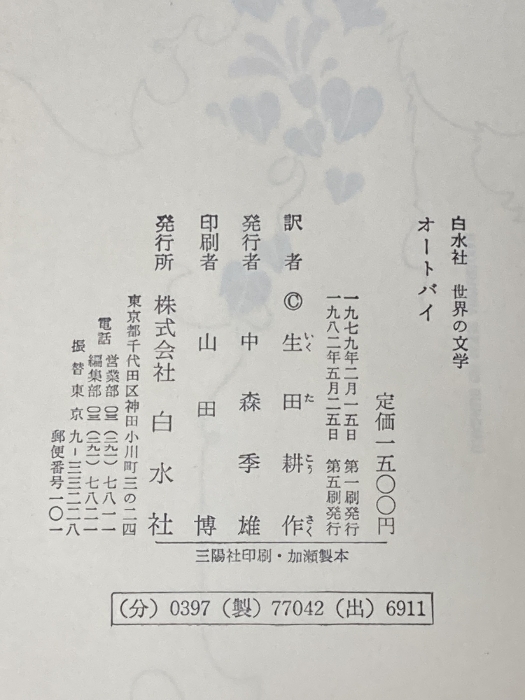 白水社 世界の文学
オートバイ
定価一五〇〇円
一九七九年二月一五日 第一刷発行
一九八二年五月二五日 第五刷発行
訳者 © 生田耕作
いくたこうさく
発行者 中森季雄
印刷者 山田博
発行所 株式会社 白水社
東京都千代田区神田小川町三の二四
電話 営業部 〇三(二九一)七八一一
編集部 〇三(二九一)七八二一
振替東京九-三三二二八
郵便番号一〇一
三陽社印刷・加瀬製本
(分) 0397 (製) 77042 (出) 6911